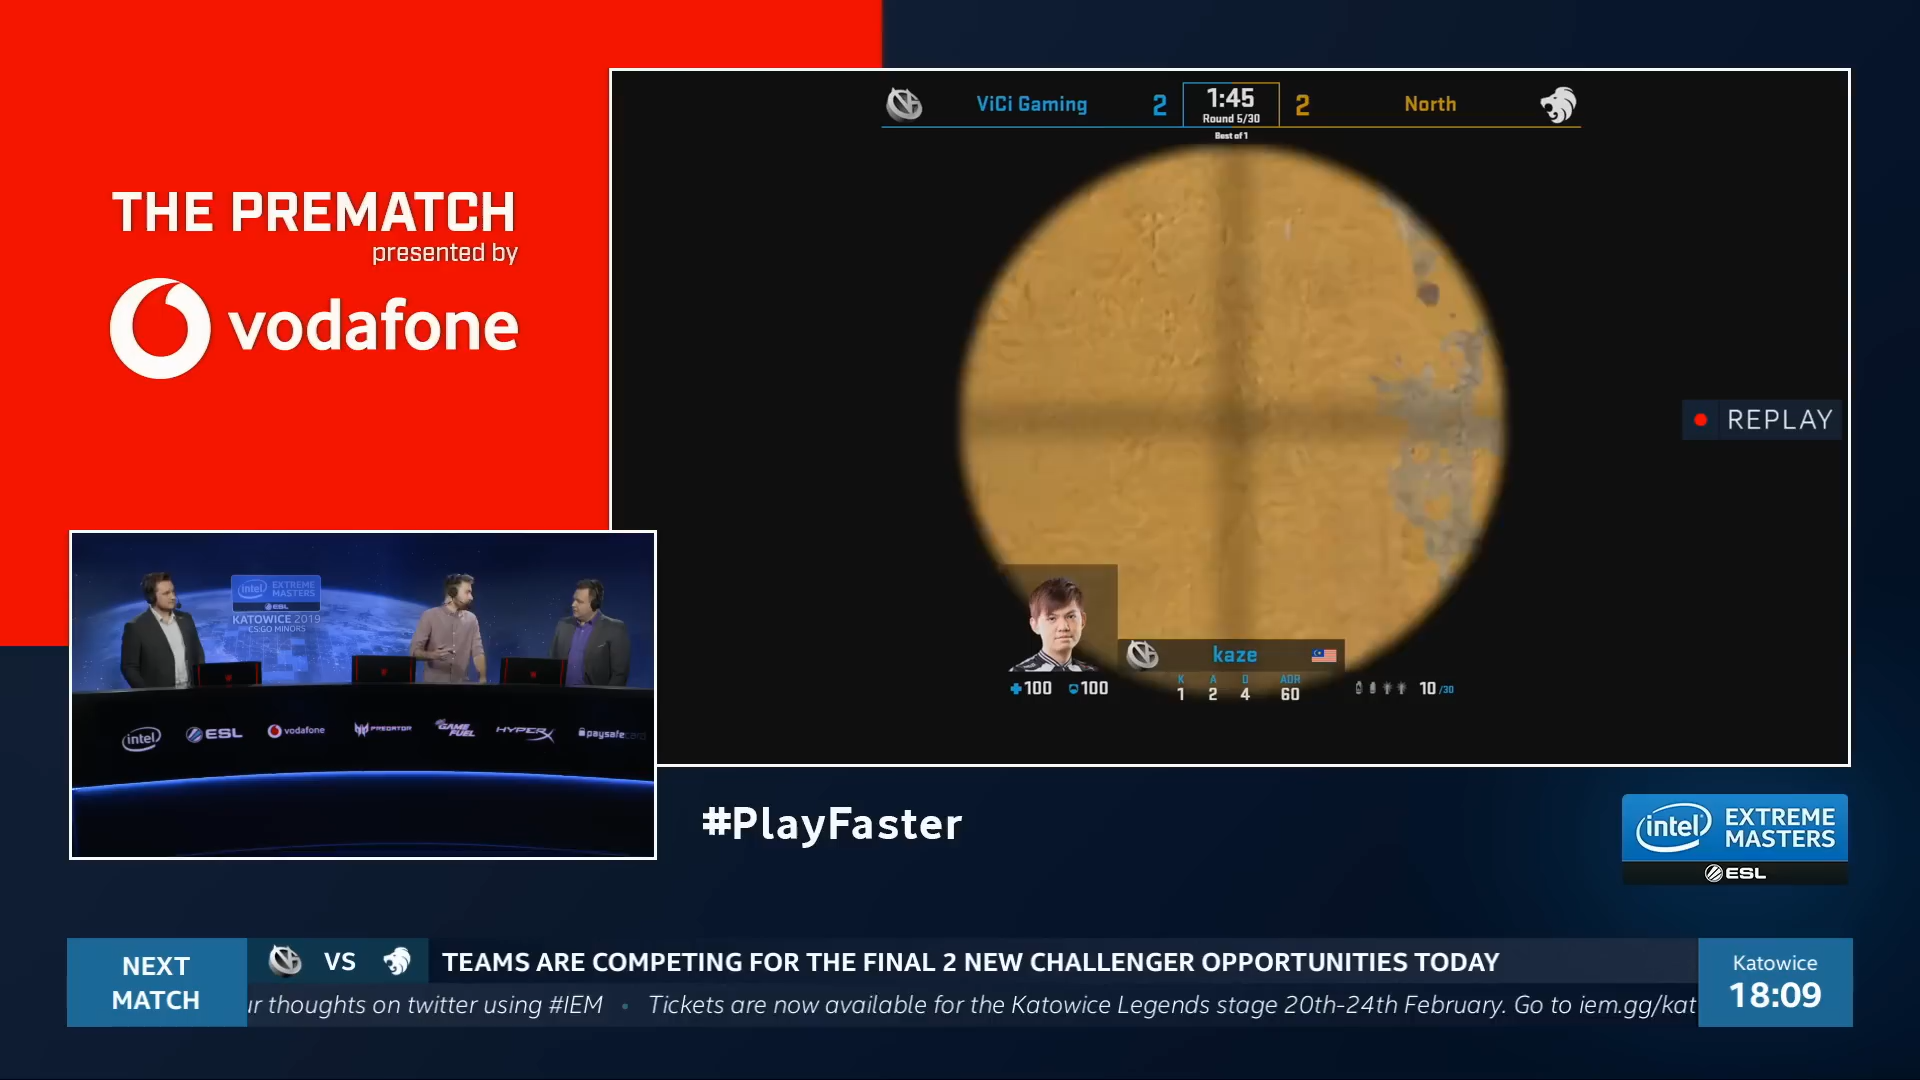 THE PREMATCH
presented by
vodafone
ViCi Gaming 2 1:45 2 North
Round 5/30
Best of 1
REPLAY
kaze
100 100
K A D ADR
1 2 4 60
10/30
intel EXTREME MASTERS
ESL
KATOWICE 2019
CS:GO MINORS
intel ESL vodafone PREDATOR GAME FUEL HYPERX paysafecard
#PlayFaster
intel EXTREME MASTERS
ESL
NEXT MATCH
VS TEAMS ARE COMPETING FOR THE FINAL 2 NEW CHALLENGER OPPORTUNITIES TODAY
ur thoughts on twitter using #IEM • Tickets are now available for the Katowice Legends stage 20th-24th February. Go to iem.gg/kat
Katowice
18:09